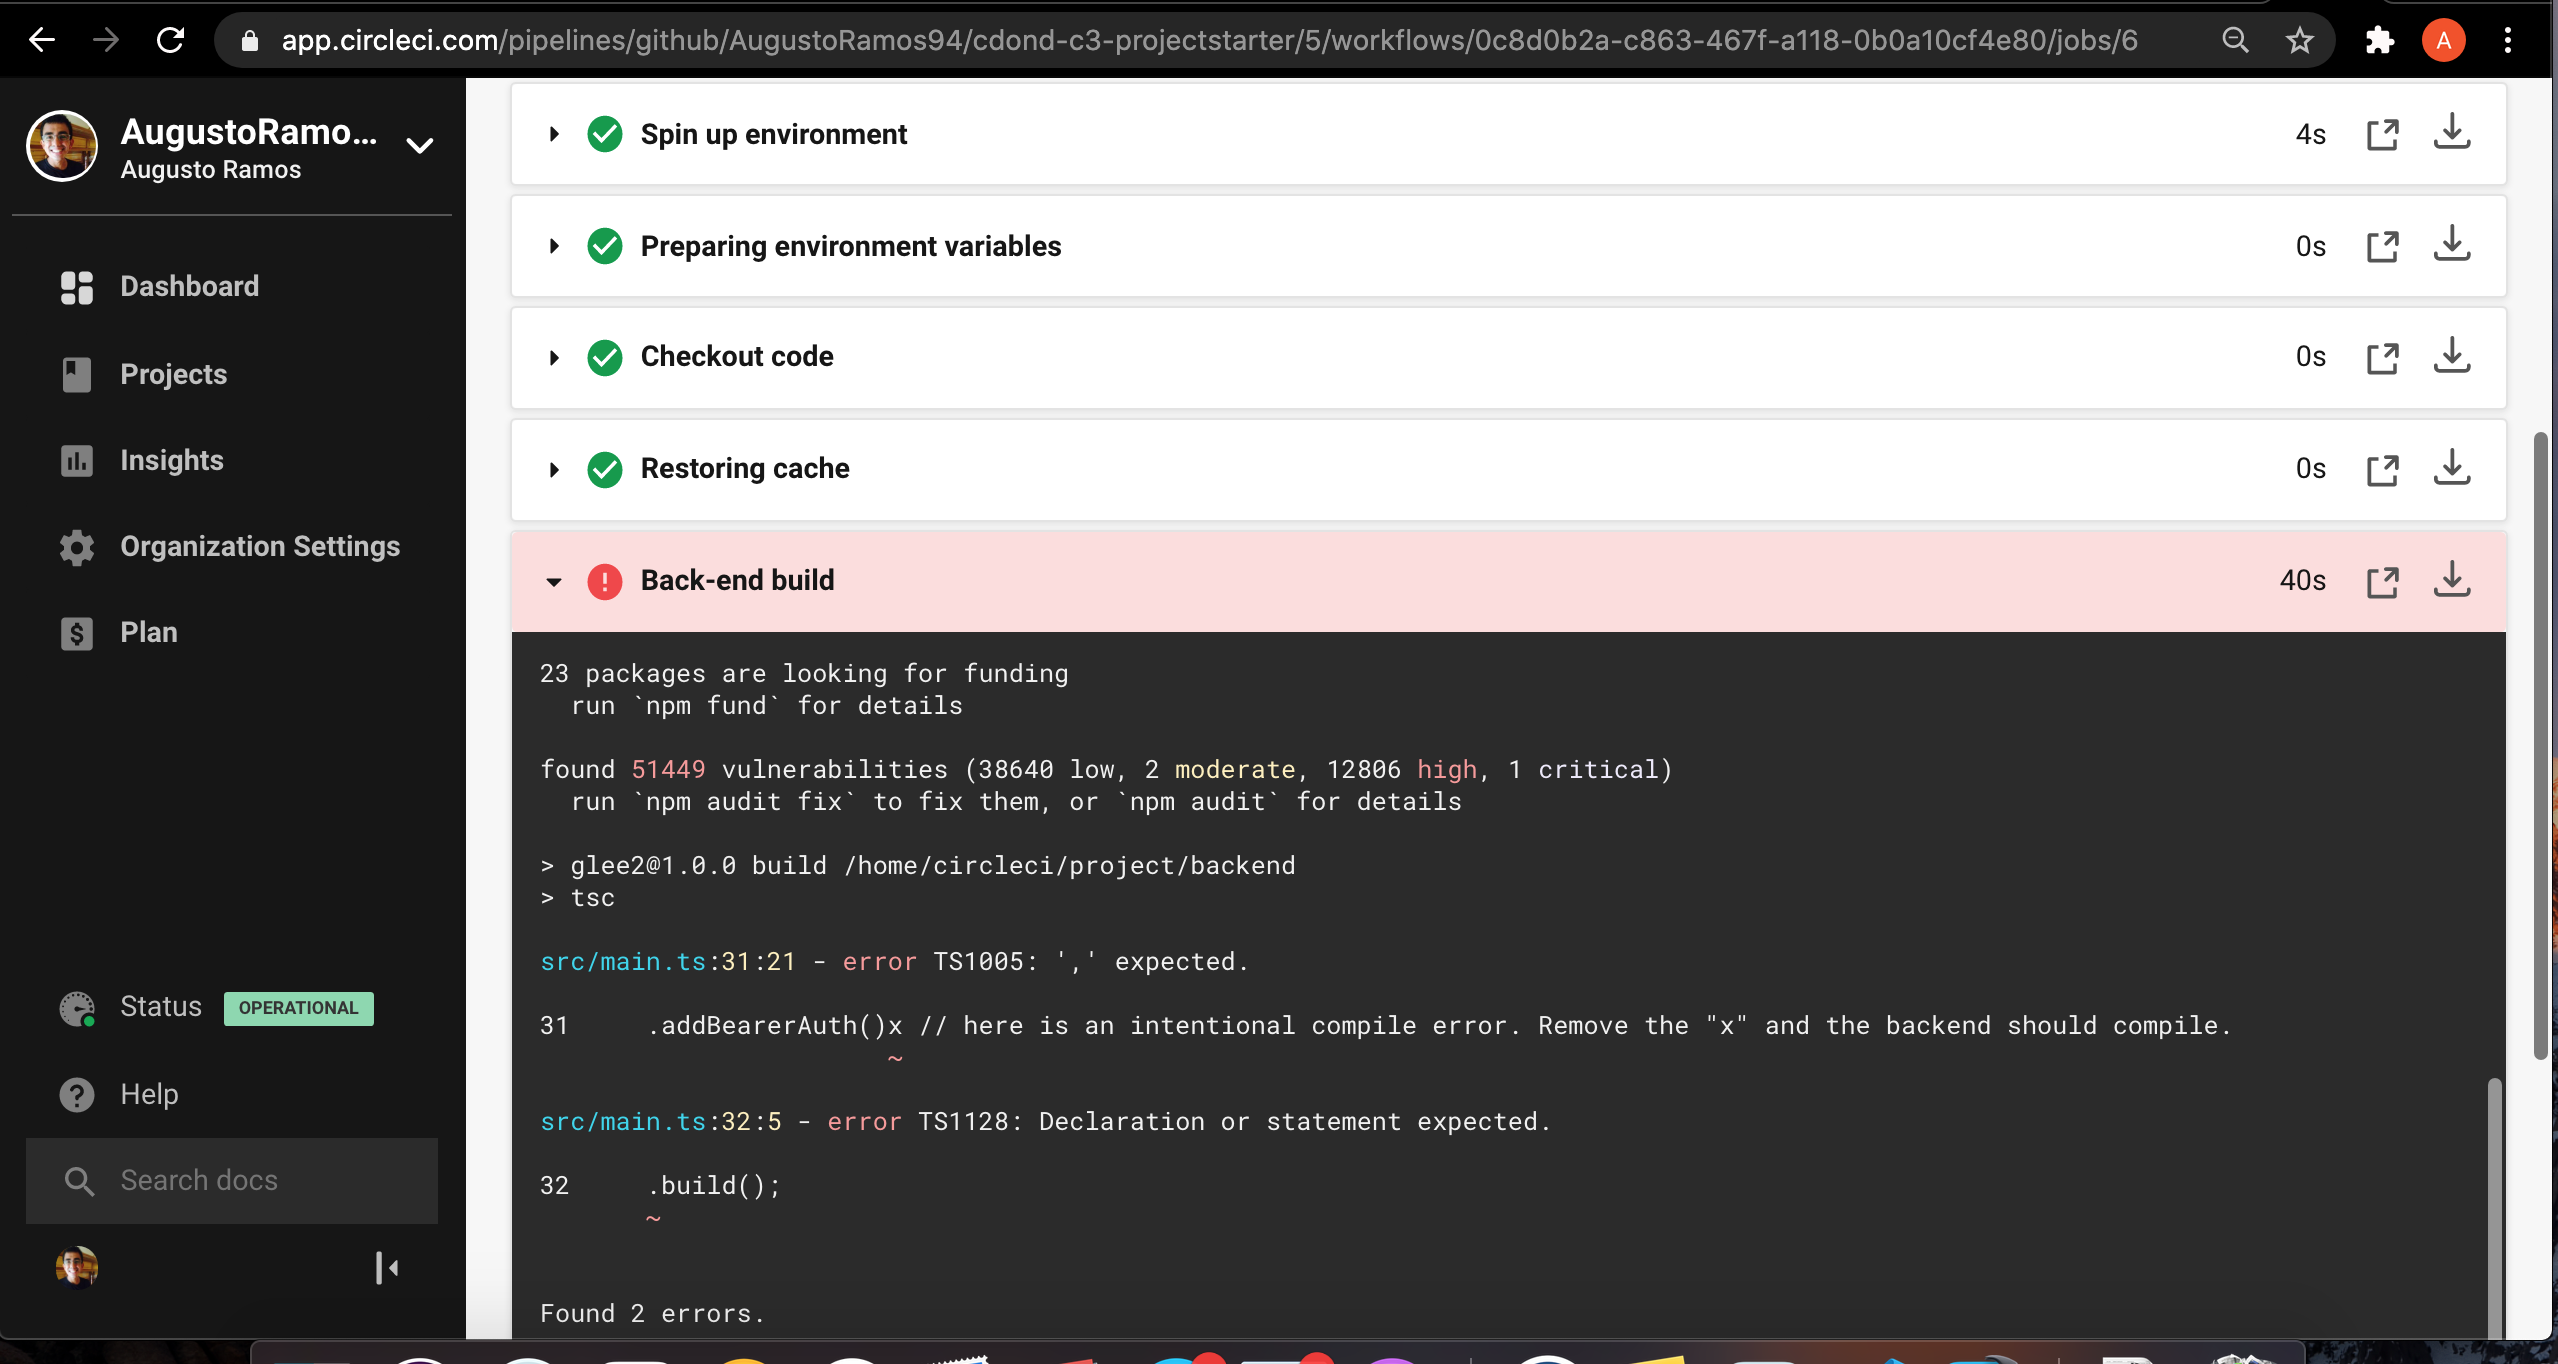 app.circleci.com/pipelines/github/AugustoRamos94/cdond-c3-projectstarter/5/workflows/0c8d0b2a-c863-467f-a118-0b0a10cf4e80/jobs/6
A
AugustoRamo...
Augusto Ramos
Dashboard
Projects
Insights
Organization Settings
Plan
Status OPERATIONAL
Help
Search docs
Spin up environment 4s
Preparing environment variables 0s
Checkout code 0s
Restoring cache 0s
Back-end build 40s
23 packages are looking for funding
run `npm fund` for details
found 51449 vulnerabilities (38640 low, 2 moderate, 12806 high, 1 critical)
run `npm audit fix` to fix them, or `npm audit` for details
> glee2@1.0.0 build /home/circleci/project/backend
> tsc
src/main.ts:31:21 - error TS1005: ',' expected.
31     .addBearerAuth()x // here is an intentional compile error. Remove the "x" and the backend should compile.
~
src/main.ts:32:5 - error TS1128: Declaration or statement expected.
32     .build();
~
Found 2 errors.